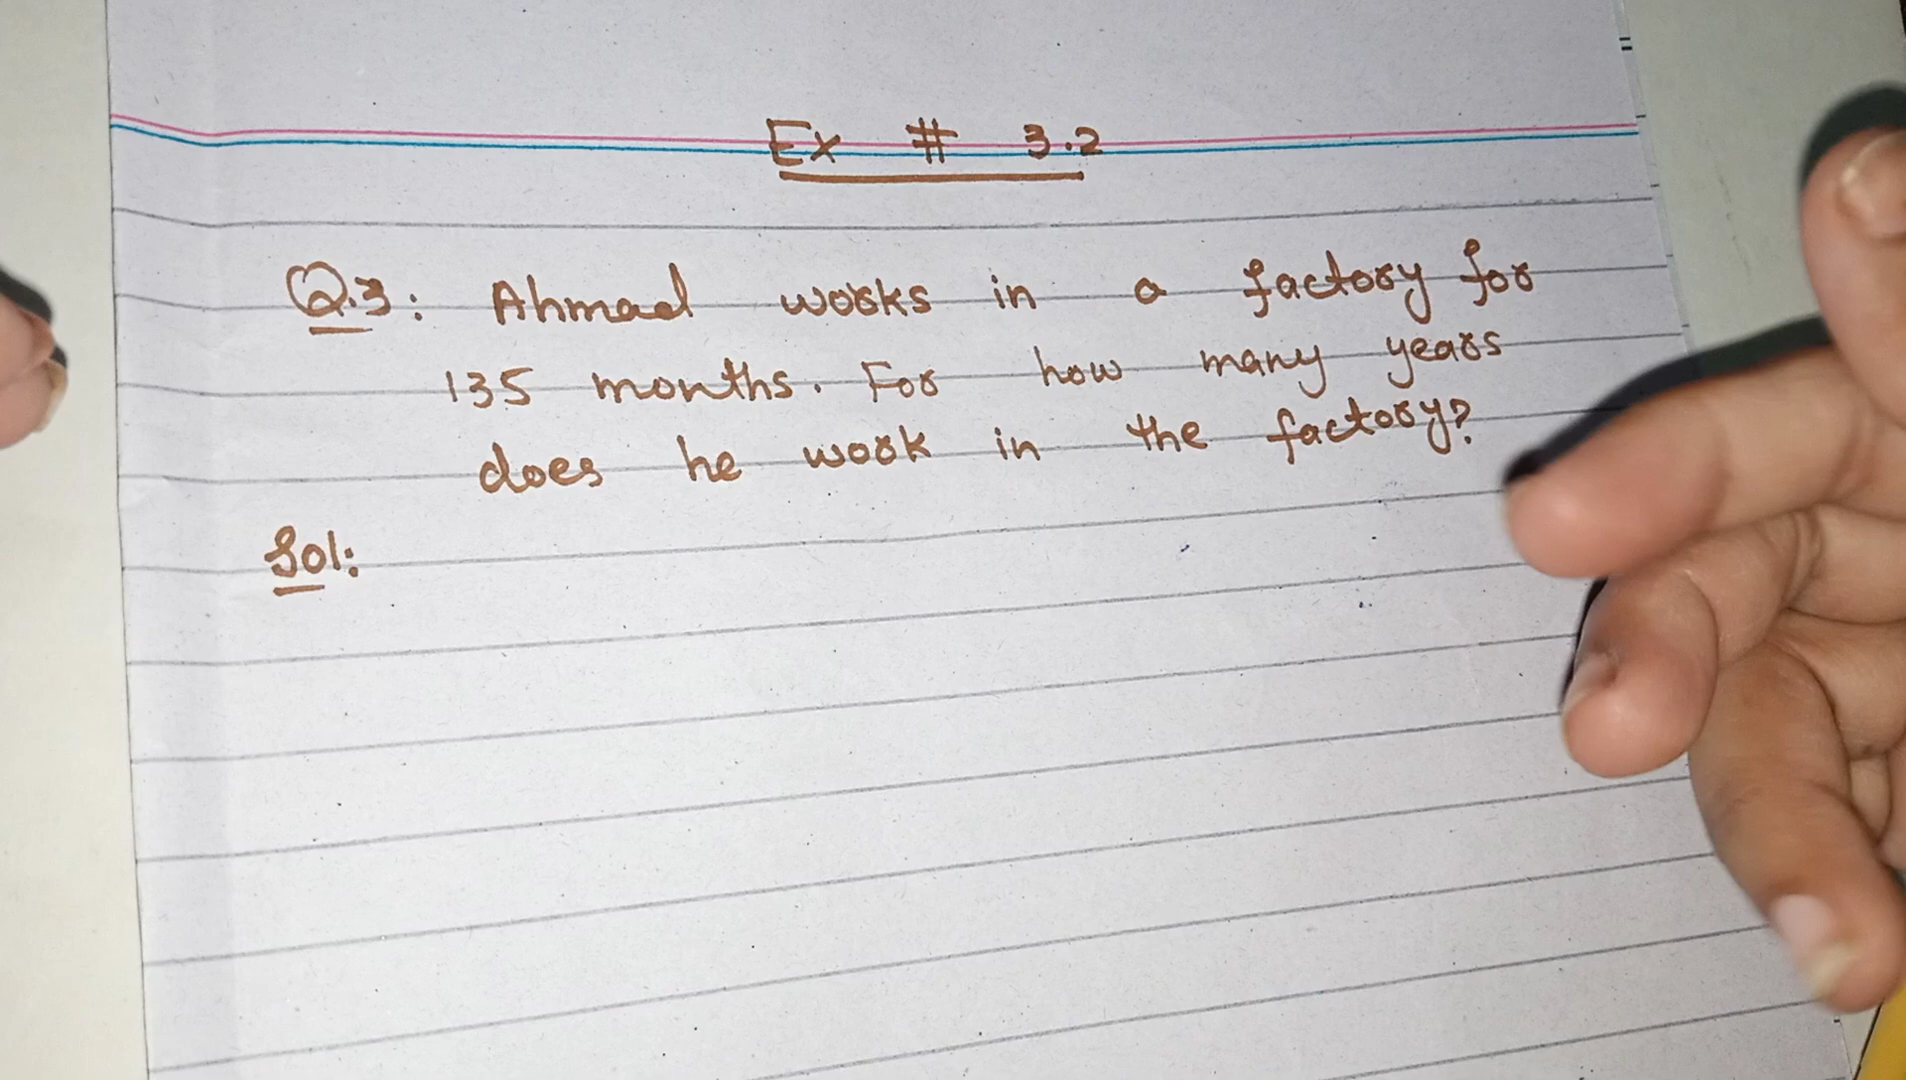 Ex # 3.2
Q.3: Ahmad works in a factory for
135 months. For how many years
does he work in the factory?
Sol: